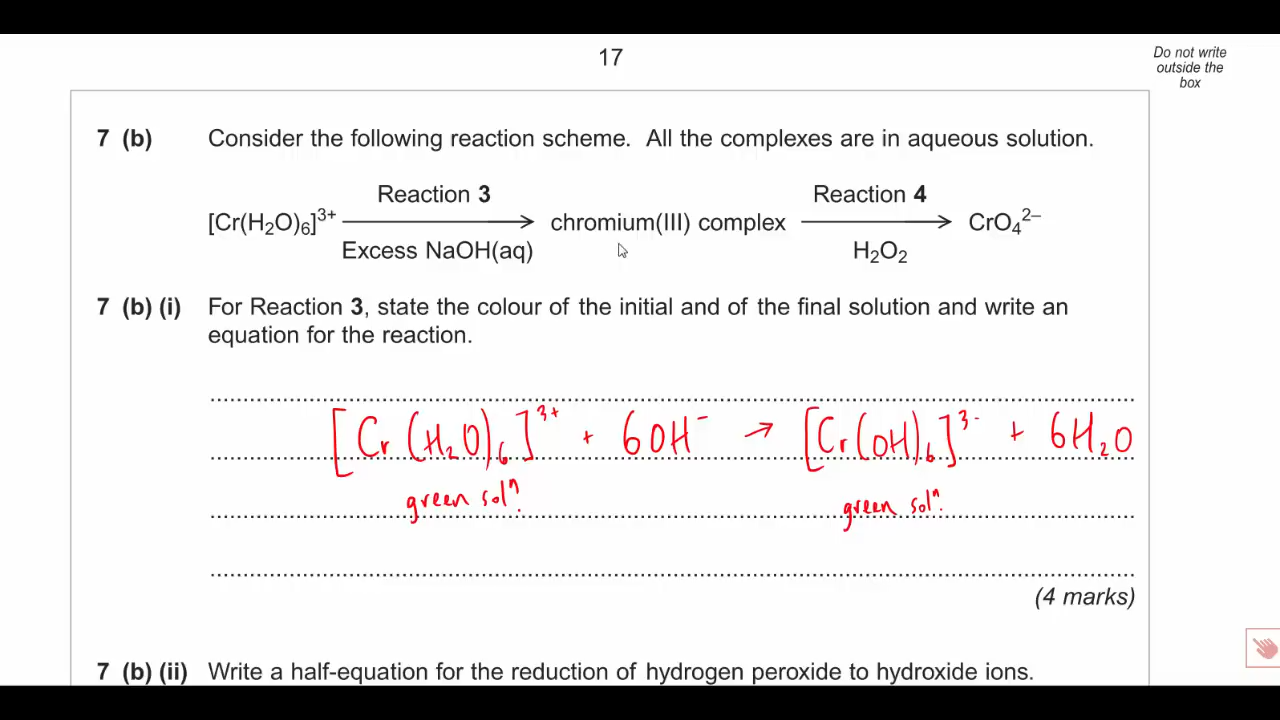 17
Do not write
outside the
box
7 (b) Consider the following reaction scheme. All the complexes are in aqueous solution.
Reaction 3 Reaction 4
[Cr(H₂O)₆]³⁺ chromium(III) complex CrO₄²⁻
Excess NaOH(aq) H₂O₂
7 (b) (i) For Reaction 3, state the colour of the initial and of the final solution and write an
equation for the reaction.
[Cr(H₂O)₆]³⁺ + 6OH⁻ → [Cr(OH)₆]³⁻ + 6H₂O
green solⁿ. green solⁿ.
(4 marks)
7 (b) (ii) Write a half-equation for the reduction of hydrogen peroxide to hydroxide ions.